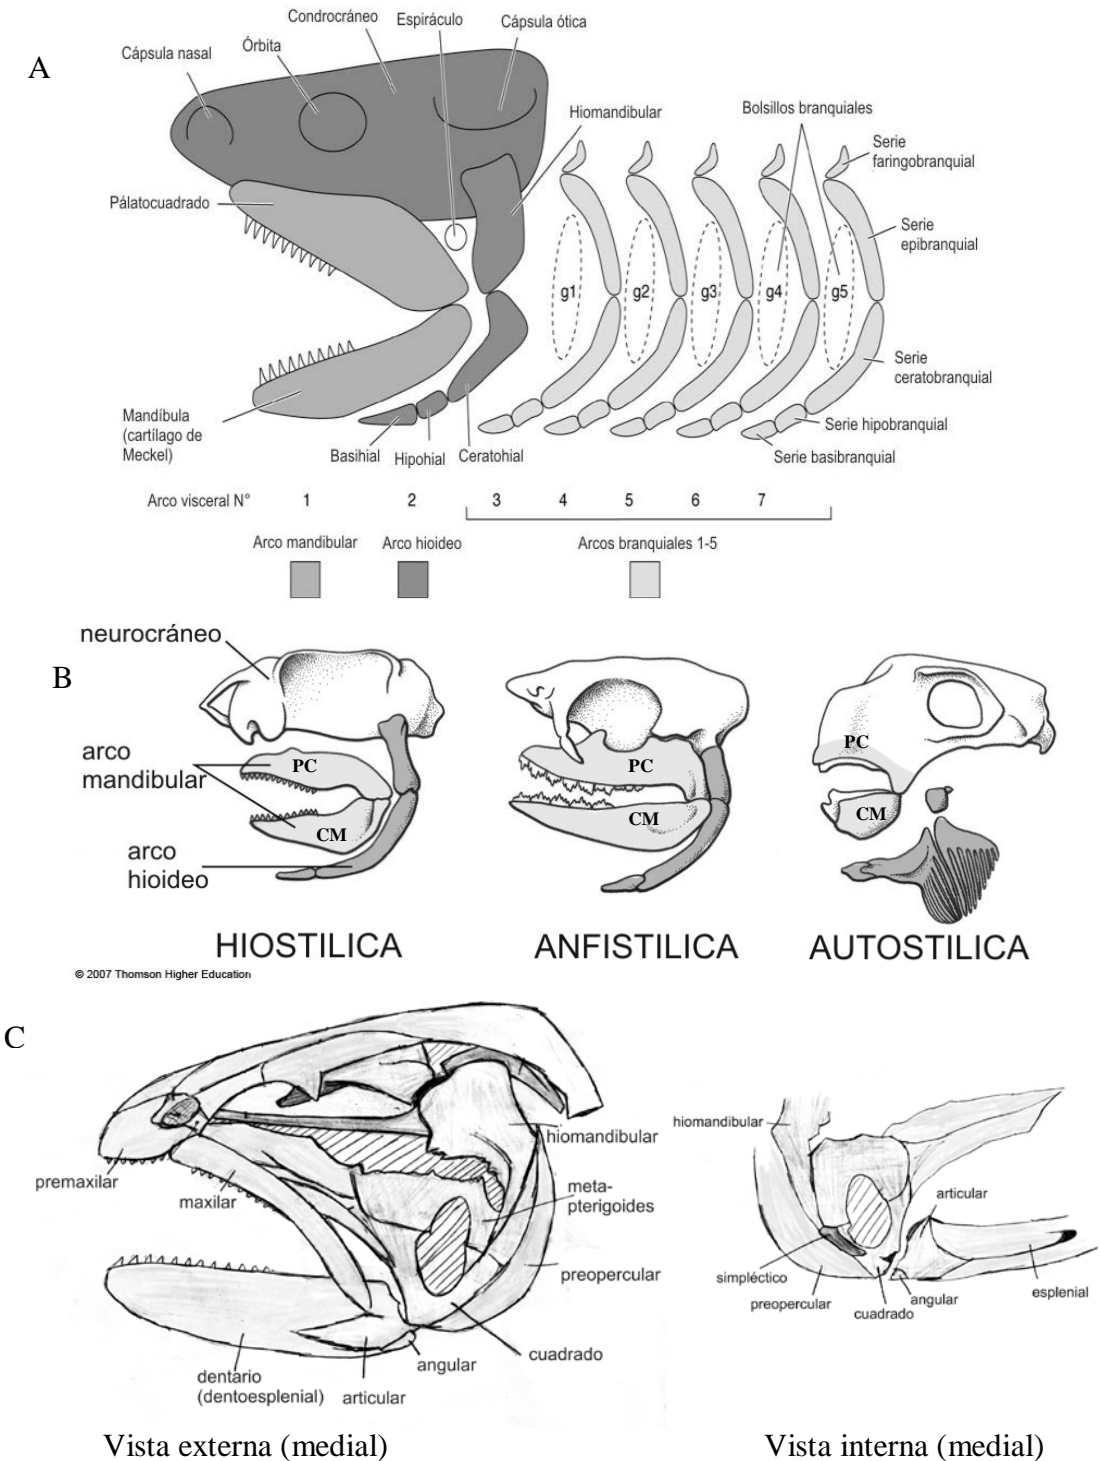 A
Cápsula nasal
Órbita
Condrocráneo
Espiráculo
Cápsula ótica
Hiomandibular
Bolsillos branquiales
Serie
faringobranquial
Pálatocuadrado
Serie
epibranquial
g1
g2
g3
g4
g5
Serie
ceratobranquial
Mandíbula
(cartílago de
Meckel)
Basihial
Hipohial
Ceratohial
Serie hipobranquial
Serie basibranquial
Arco visceral N° 1 2 3 4 5 6 7
Arco mandibular
Arco hioideo
Arcos branquiales 1-5
B
neurocráneo
arco
mandibular
arco
hioideo
PC
CM
PC
CM
PC
CM
HIOSTILICA
ANFISTILICA
AUTOSTILICA
© 2007 Thomson Higher Education
C
premaxilar
maxilar
hiomandibular
meta-
pterigoides
preopercular
cuadrado
angular
articular
dentario
(dentoesplenial)
hiomandibular
articular
simpléctico
preopercular
cuadrado
angular
esplenial
Vista externa (medial)
Vista interna (medial)